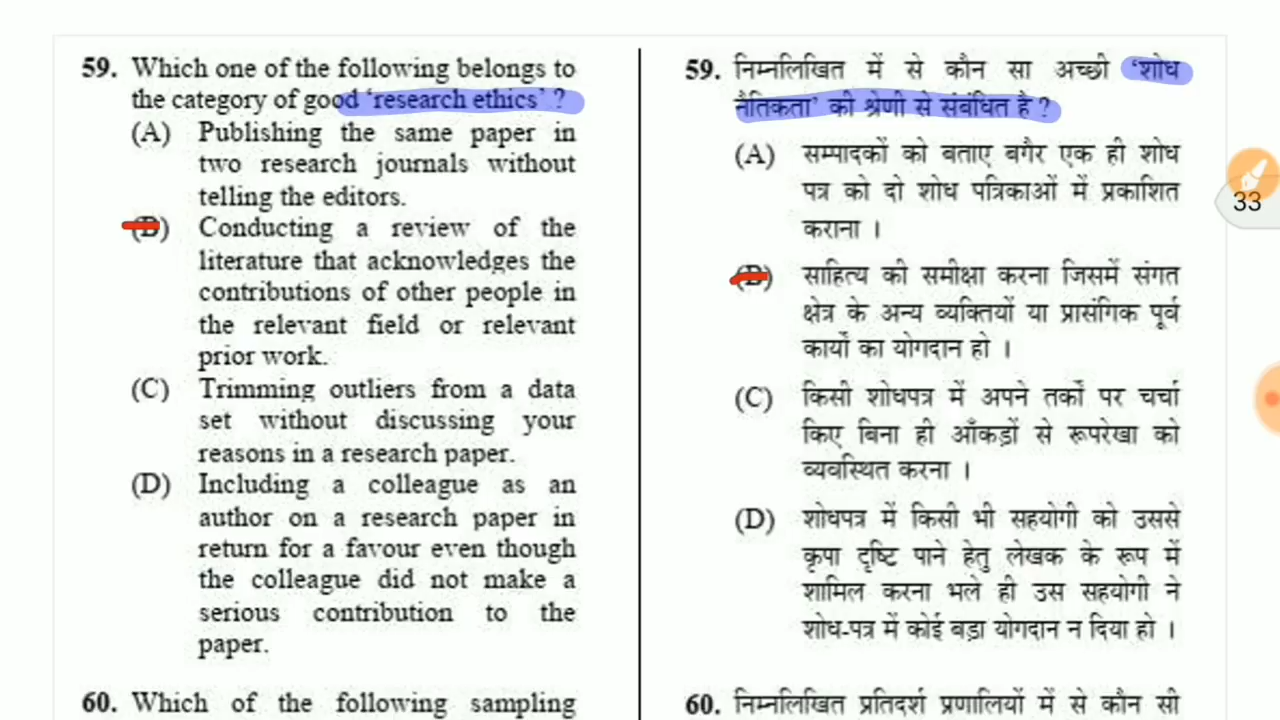 59. Which one of the following belongs to
the category of good 'research ethics' ?
(A) Publishing the same paper in
two research journals without
telling the editors.
(B) Conducting a review of the
literature that acknowledges the
contributions of other people in
the relevant field or relevant
prior work.
(C) Trimming outliers from a data
set without discussing your
reasons in a research paper.
(D) Including a colleague as an
author on a research paper in
return for a favour even though
the colleague did not make a
serious contribution to the
paper.
60. Which of the following sampling
59. निम्नलिखित में से कौन सा अच्छी 'शोध
नैतिकता' की श्रेणी से संबंधित है ?
(A) सम्पादकों को बताए बगैर एक ही शोध
पत्र को दो शोध पत्रिकाओं में प्रकाशित
कराना ।
(B) साहित्य की समीक्षा करना जिसमें संगत
क्षेत्र के अन्य व्यक्तियों या प्रासंगिक पूर्व
कार्यों का योगदान हो ।
(C) किसी शोधपत्र में अपने तर्कों पर चर्चा
किए बिना ही आँकड़ों से रूपरेखा को
व्यवस्थित करना ।
(D) शोधपत्र में किसी भी सहयोगी को उससे
कृपा दृष्टि पाने हेतु लेखक के रूप में
शामिल करना भले ही उस सहयोगी ने
शोध-पत्र में कोई बड़ा योगदान न दिया हो ।
60. निम्नलिखित प्रतिदर्श प्रणालियों में से कौन सी
33